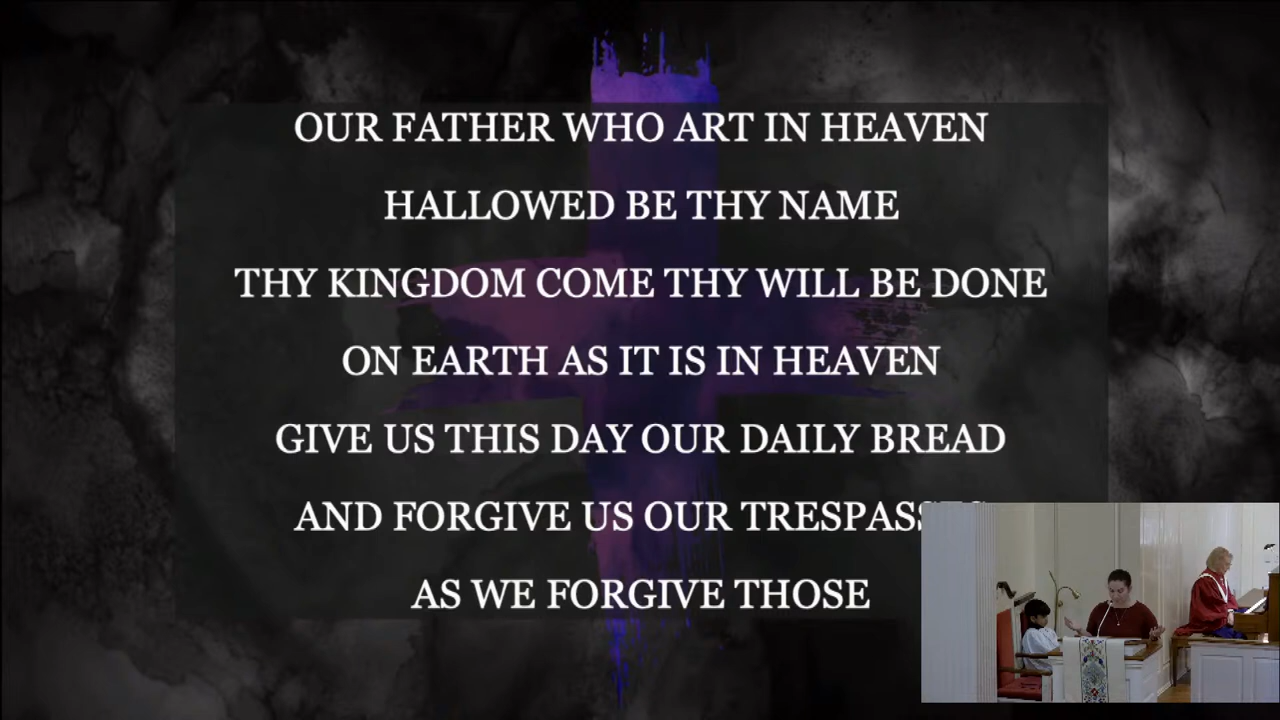 OUR FATHER WHO ART IN HEAVEN
HALLOWED BE THY NAME
THY KINGDOM COME THY WILL BE DONE
ON EARTH AS IT IS IN HEAVEN
GIVE US THIS DAY OUR DAILY BREAD
AND FORGIVE US OUR TRESPASSES
AS WE FORGIVE THOSE